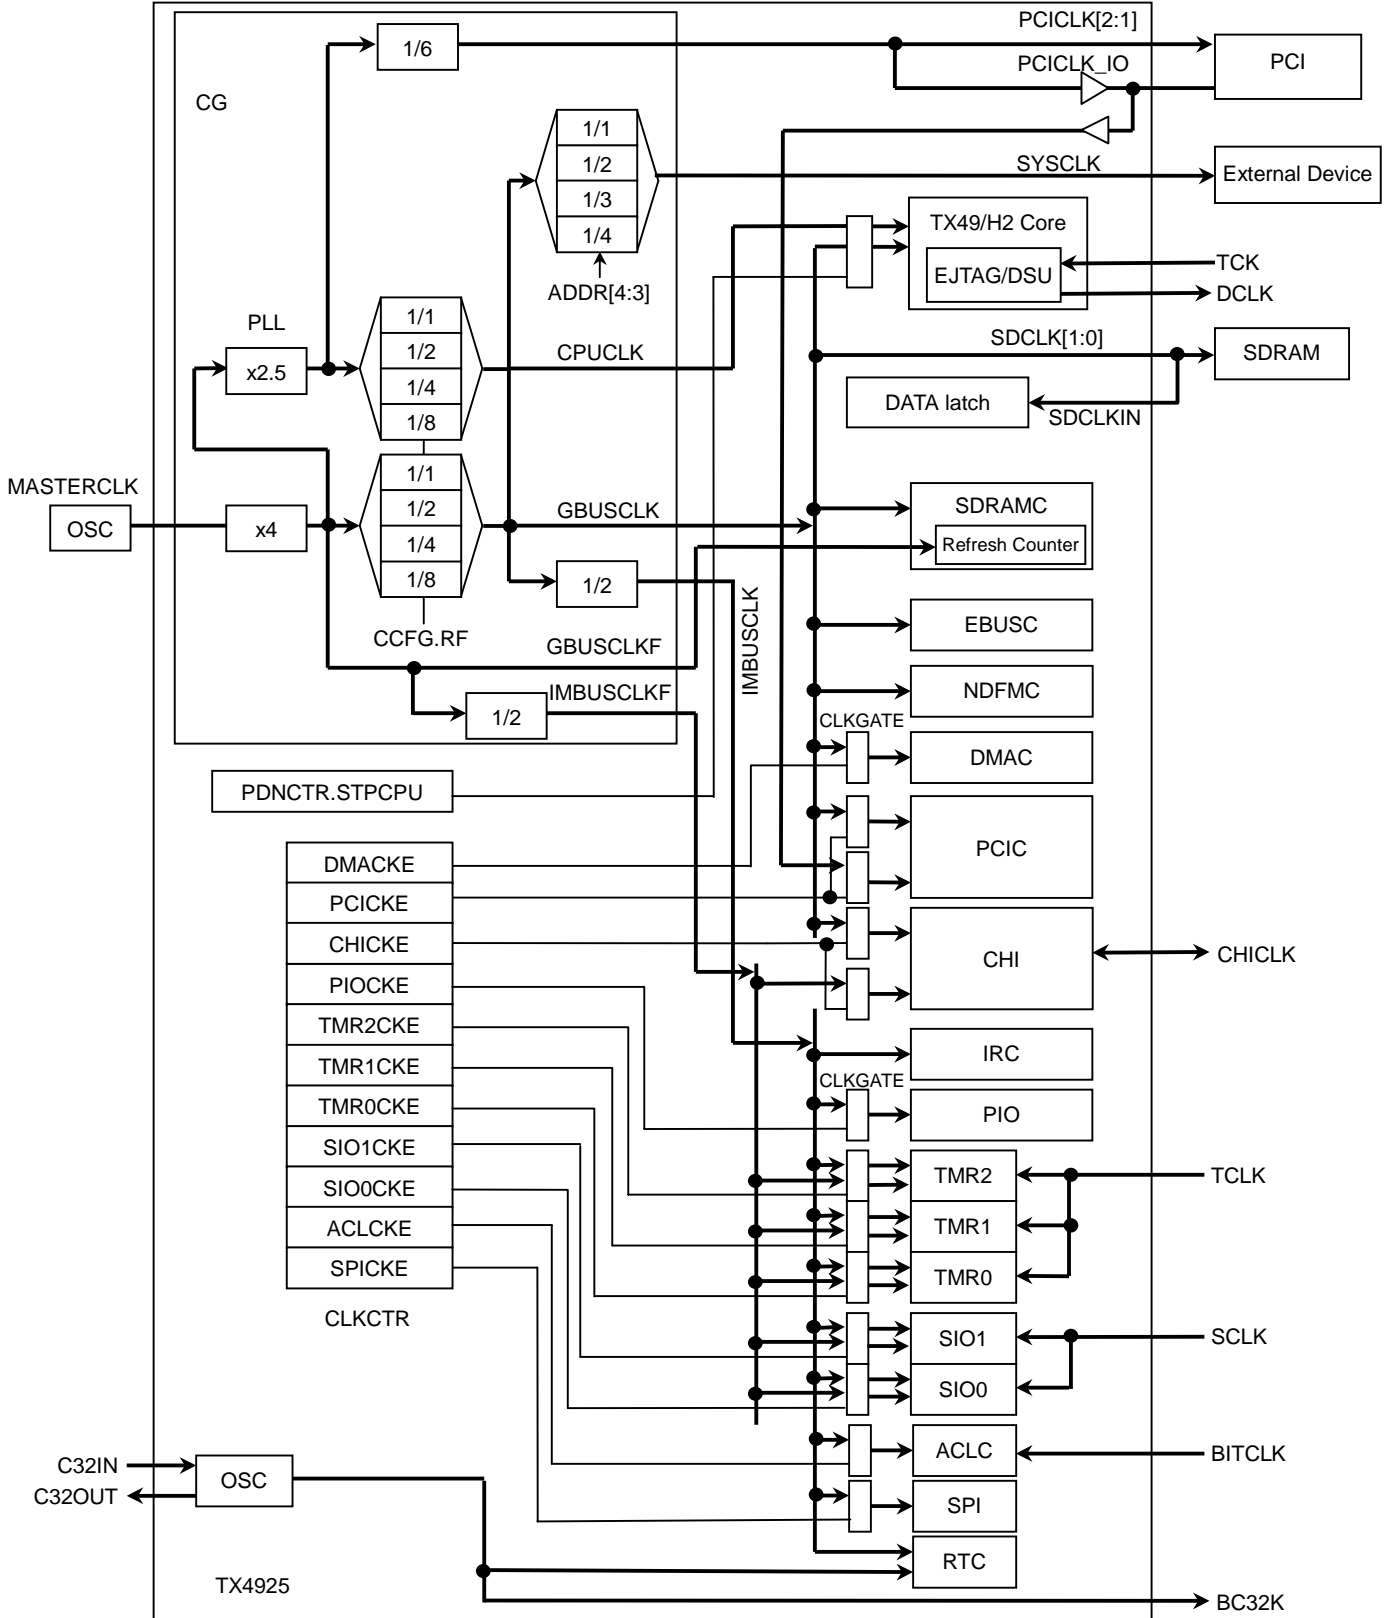 PCICLK[2:1]
1/6
PCI
PCICLK_IO
CG
1/1
1/2
1/3
1/4
SYSCLK
External Device
TX49/H2 Core
EJTAG/DSU
TCK
DCLK
ADDR[4:3]
PLL
x2.5
1/1
1/2
1/4
1/8
CPUCLK
SDCLK[1:0]
SDRAM
DATA latch
SDCLKIN
MASTERCLK
OSC
x4
1/1
1/2
1/4
1/8
GBUSCLK
SDRAMC
Refresh Counter
1/2
CCFG.RF
GBUSCLKF
IMBUSCLK
EBUSC
IMBUSCLKF
1/2
NDFMC
CLKGATE
DMAC
PDNCTR.STPCPU
PCIC
DMACKE
PCICKE
CHICKE
PIOCKE
TMR2CKE
TMR1CKE
TMR0CKE
SIO1CKE
SIO0CKE
ACLCKE
SPICKE
CLKCTR
CHI
CHICLK
IRC
CLKGATE
PIO
TMR2
TCLK
TMR1
TMR0
SIO1
SCLK
SIO0
ACLC
BITCLK
SPI
RTC
C32IN
C32OUT
OSC
TX4925
BC32K